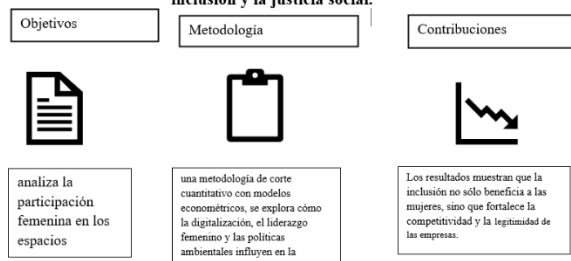 inclusión y la justicia social.
Objetivos
Metodología
Contribuciones
analiza la
participación
femenina en los
espacios
una metodología de corte
cuantitativo con modelos
econométricos, se explora cómo
la digitalización, el liderazgo
femenino y las políticas
ambientales influyen en la
Los resultados muestran que la
inclusión no sólo beneficia a las
mujeres, sino que fortalece la
competitividad y la legitimidad de
las empresas.